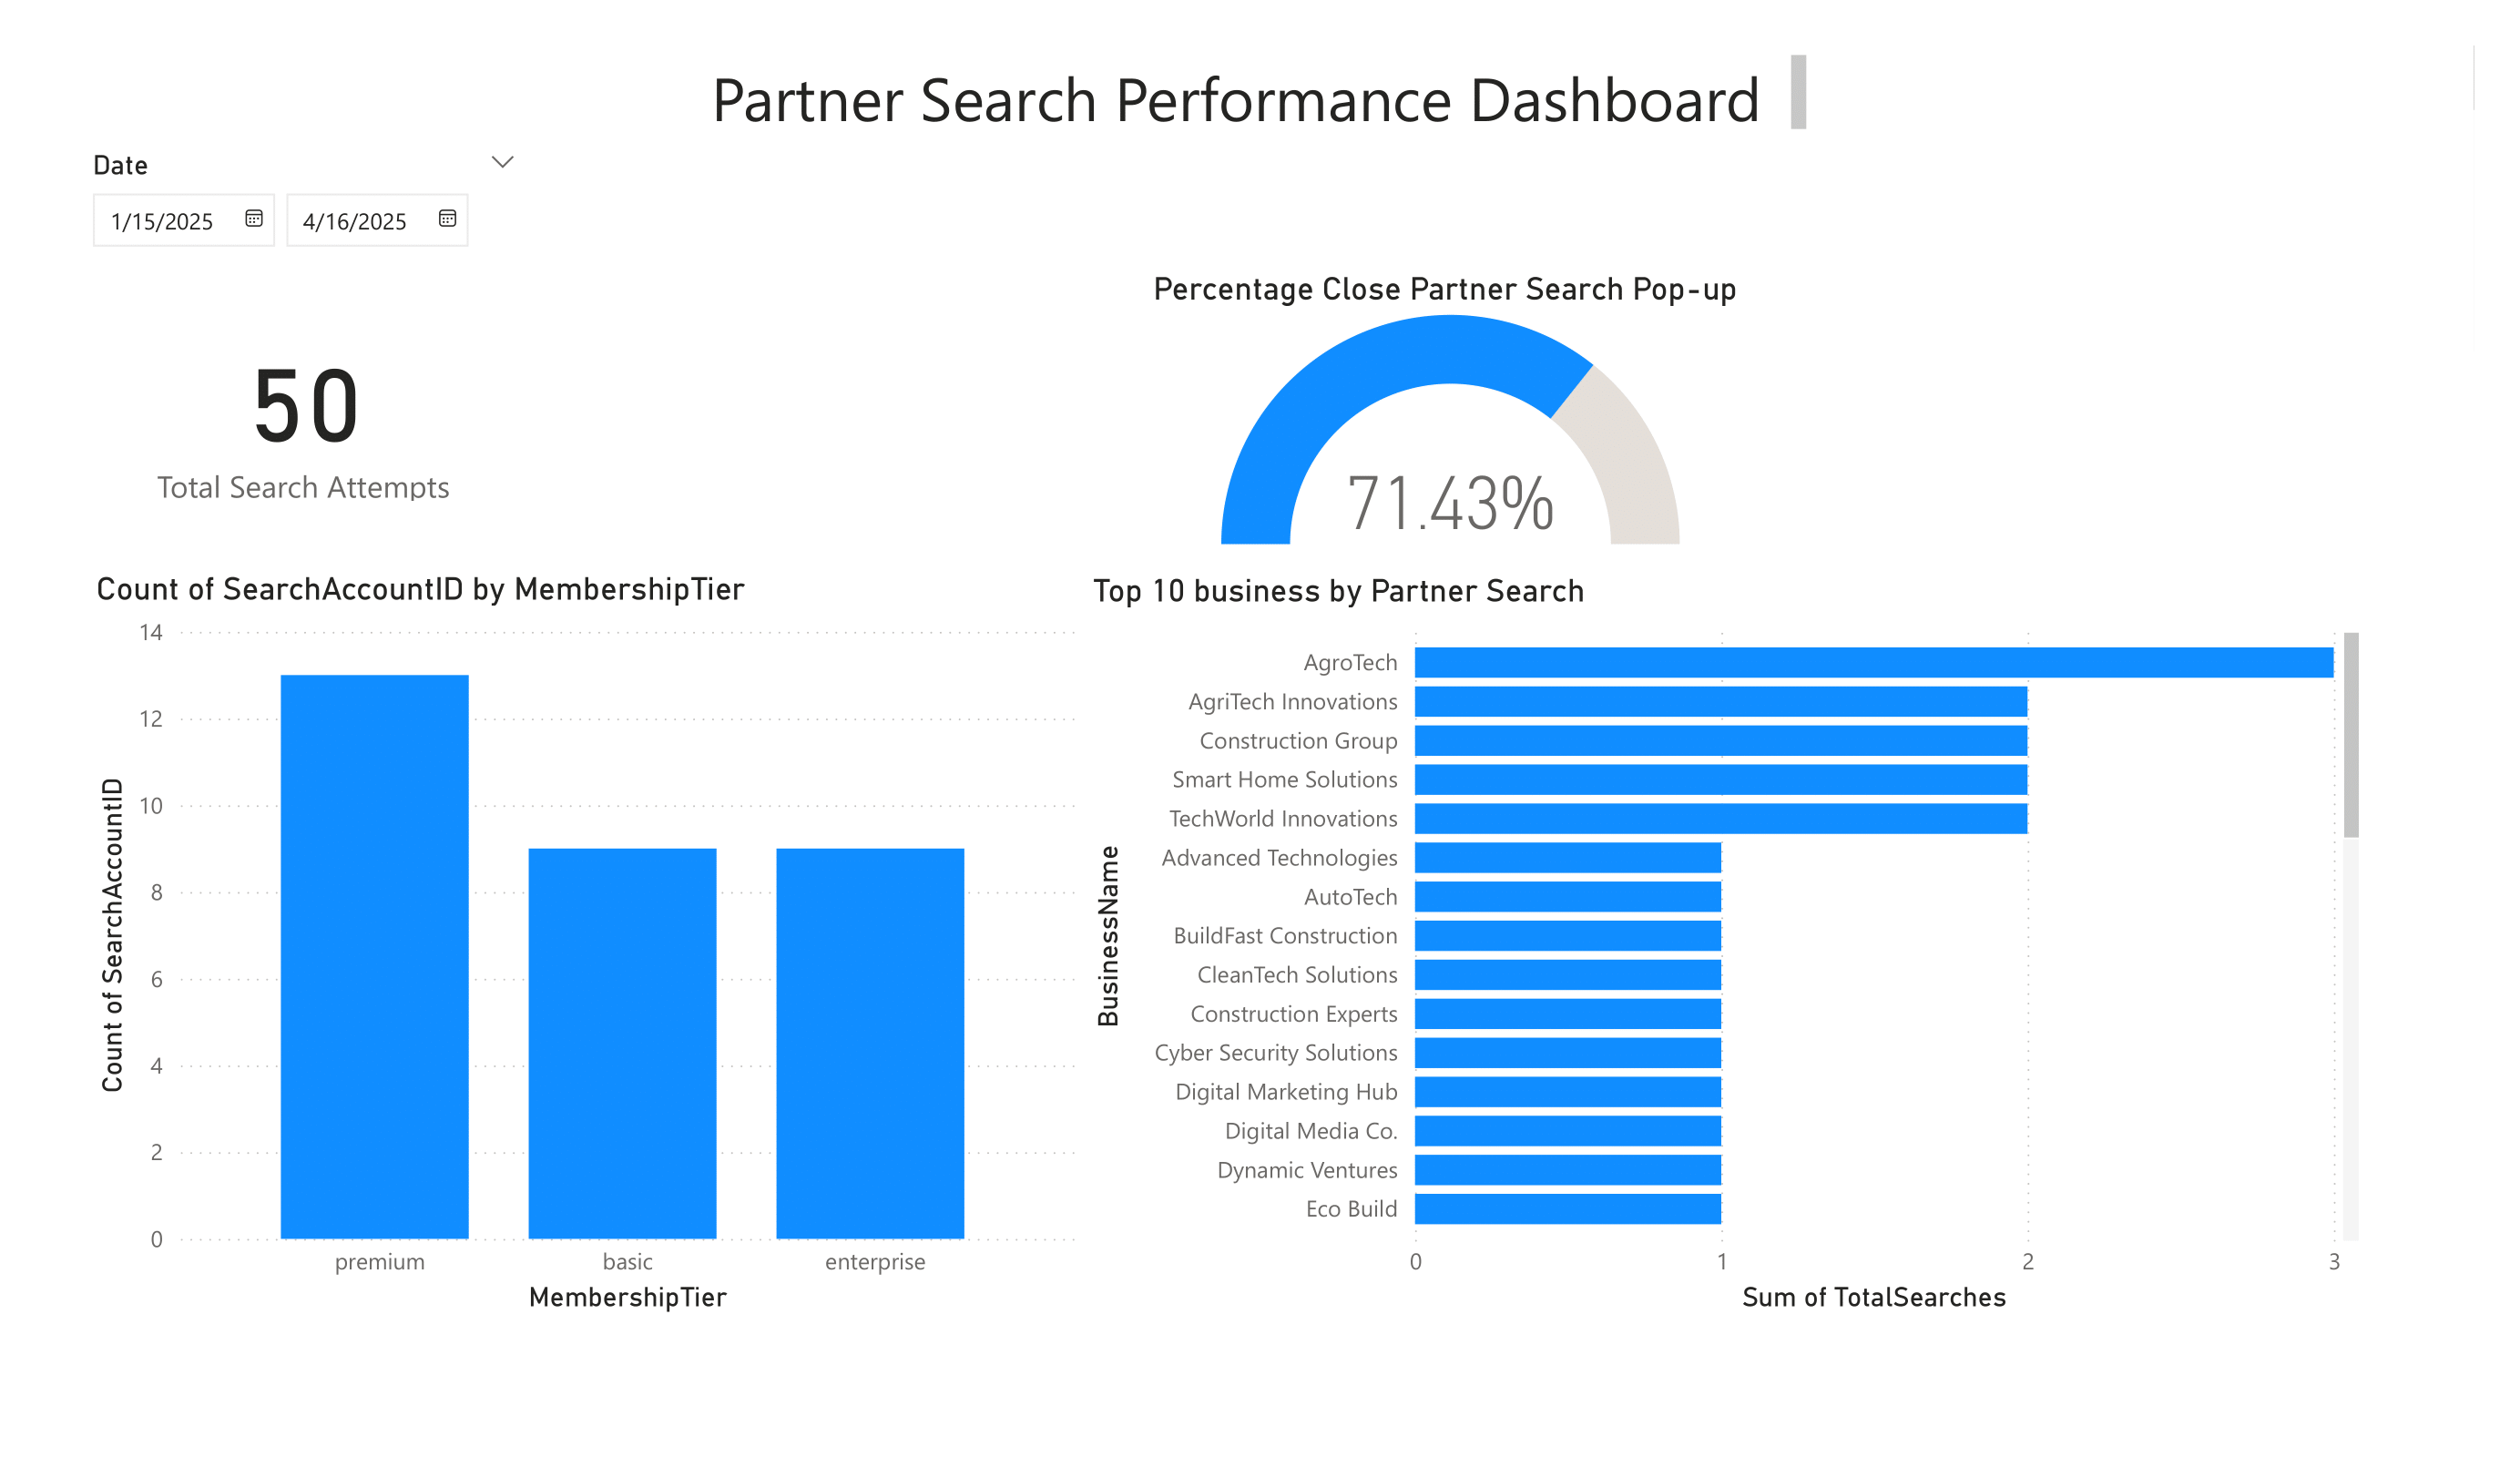 Partner Search Performance Dashboard
Date
1/15/2025
4/16/2025
50
Total Search Attempts
Percentage Close Partner Search Pop-up
71.43%
Count of SearchAccountID by MembershipTier
Count of SearchAccountID
14
12
10
8
6
4
2
0
premium
basic
enterprise
MembershipTier
Top 10 business by Partner Search
BusinessName
AgroTech
AgriTech Innovations
Construction Group
Smart Home Solutions
TechWorld Innovations
Advanced Technologies
AutoTech
BuildFast Construction
CleanTech Solutions
Construction Experts
Cyber Security Solutions
Digital Marketing Hub
Digital Media Co.
Dynamic Ventures
Eco Build
0
1
2
3
Sum of TotalSearches